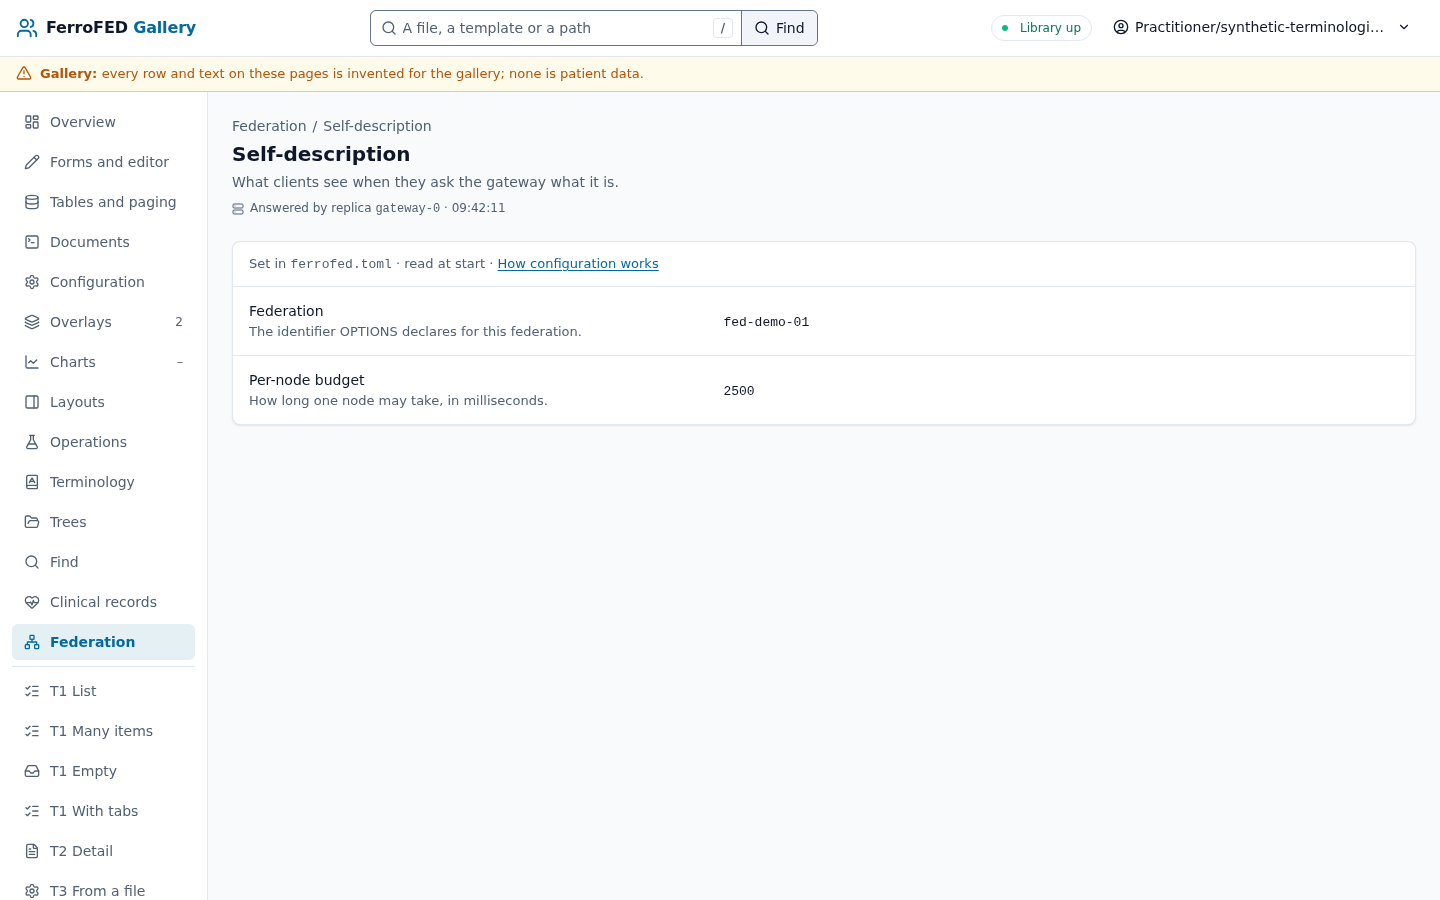 FerroFED Gallery
A file, a template or a path
/
Find
Library up
Practitioner/synthetic-terminologi...
Gallery: every row and text on these pages is invented for the gallery; none is patient data.
Overview
Forms and editor
Tables and paging
Documents
Configuration
Overlays 2
Charts –
Layouts
Operations
Terminology
Trees
Find
Clinical records
Federation
T1 List
T1 Many items
T1 Empty
T1 With tabs
T2 Detail
T3 From a file
Federation / Self-description
Self-description
What clients see when they ask the gateway what it is.
Answered by replica gateway-0 · 09:42:11
Set in ferrofed.toml · read at start · How configuration works
Federation
The identifier OPTIONS declares for this federation.
fed-demo-01
Per-node budget
How long one node may take, in milliseconds.
2500